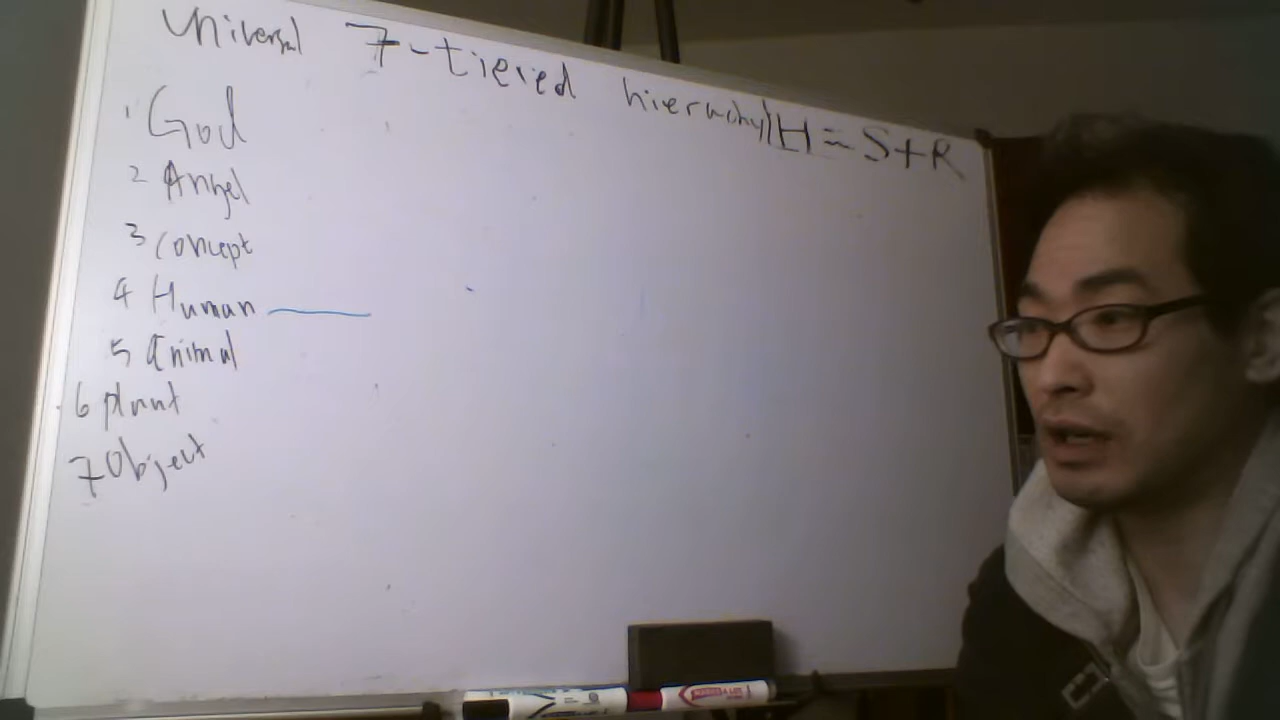 Universal 7-tiered hierarchy H = S+R
1 God
2 Angel
3 concept
4 Human
5 Animal
6 plant
7 Object